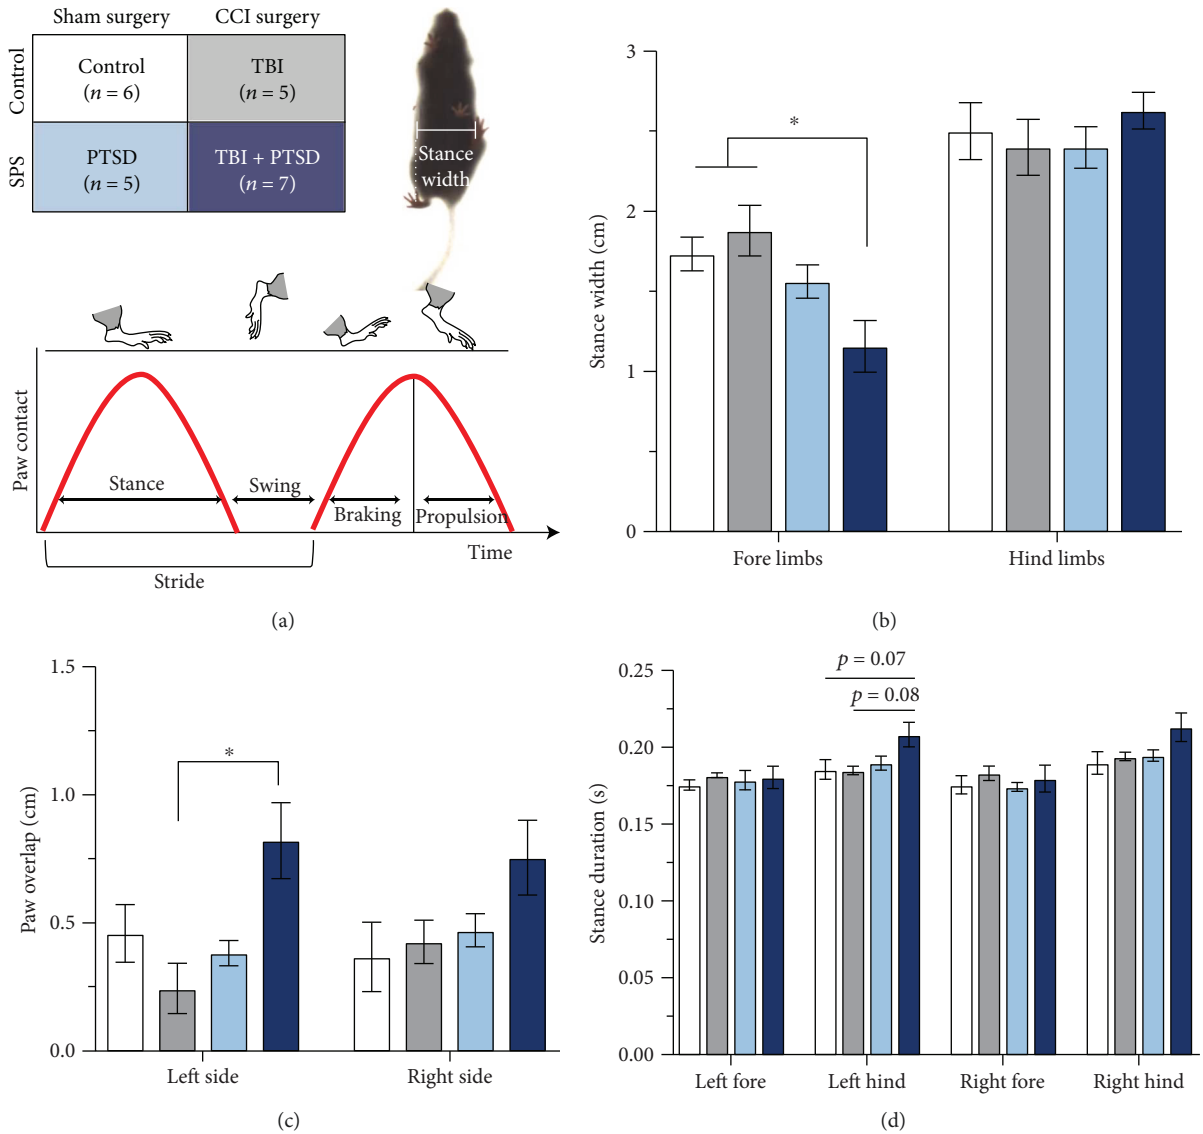 Sham surgery CCI surgery
Control
SPS
Control
(n = 6)
TBI
(n = 5)
PTSD
(n = 5)
TBI + PTSD
(n = 7)
Stance
width
Paw contact
Stance
Swing
Braking
Propulsion
Time
Stride
(a)
Stance width (cm)
3
2
1
0
*
Fore limbs
Hind limbs
(b)
Paw overlap (cm)
1.5
1.0
0.5
0.0
*
Left side
Right side
(c)
Stance duration (s)
0.25
0.20
0.15
0.10
0.05
0.00
p = 0.07
p = 0.08
Left fore
Left hind
Right fore
Right hind
(d)